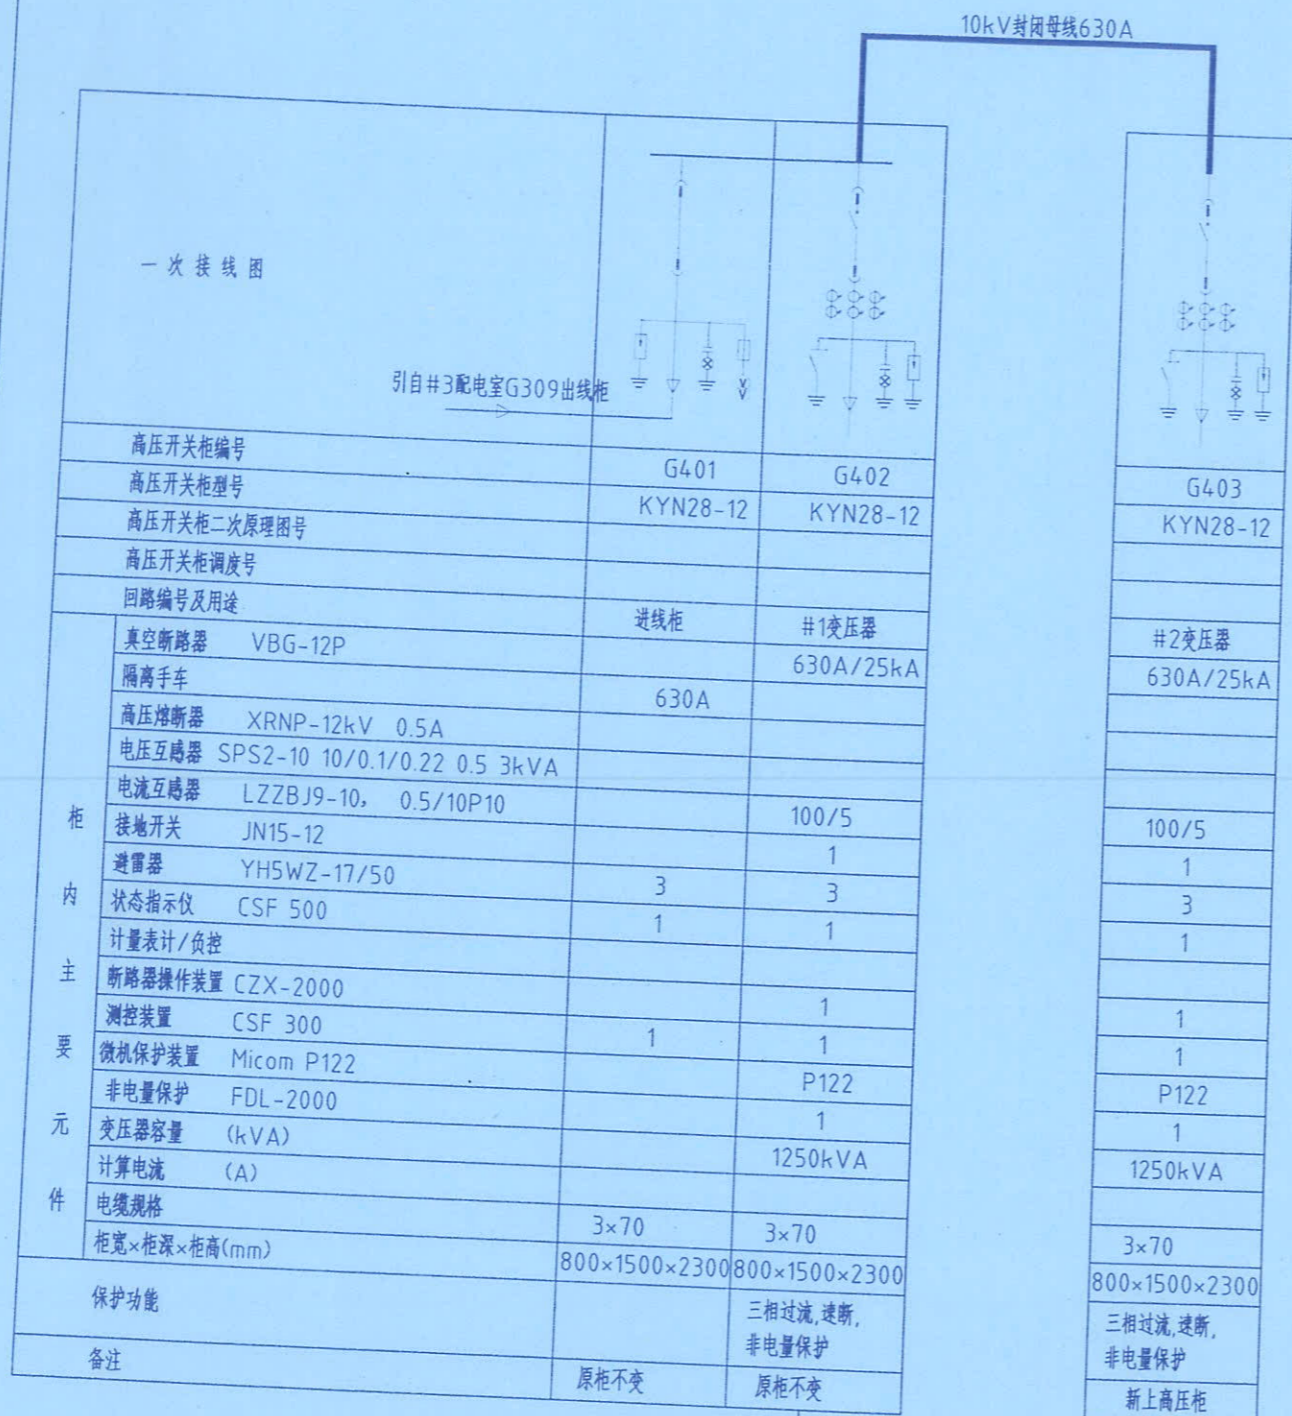 10kV封闭母线630A
一次接线图
引自#3配电室G309出线柜
高压开关柜编号 G401 G402 G403
高压开关柜型号 KYN28-12 KYN28-12 KYN28-12
高压开关柜二次原理图号
高压开关柜调度号
回路编号及用途 进线柜 #1变压器 #2变压器
柜内主要元件
真空断路器 VBG-12P 630A/25kA 630A/25kA
隔离手车 630A
高压熔断器 XRNP-12kV 0.5A
电压互感器 SPS2-10 10/0.1/0.22 0.5 3kVA
电流互感器 LZZBJ9-10, 0.5/10P10 100/5 100/5
接地开关 JN15-12 1 1
避雷器 YH5WZ-17/50 3 3 3
状态指示仪 CSF 500 1 1 1
计量表计/负控
断路器操作装置 CZX-2000 1 1
测控装置 CSF 300 1 1 1
微机保护装置 Micom P122 P122 P122
非电量保护 FDL-2000 1 1
变压器容量 (kVA) 1250kVA 1250kVA
计算电流 (A)
电缆规格 3×70 3×70 3×70
柜宽×柜深×柜高(mm) 800×1500×2300 800×1500×2300 800×1500×2300
保护功能 三相过流,速断, 三相过流,速断,
非电量保护 非电量保护
备注 原柜不变 原柜不变 新上高压柜